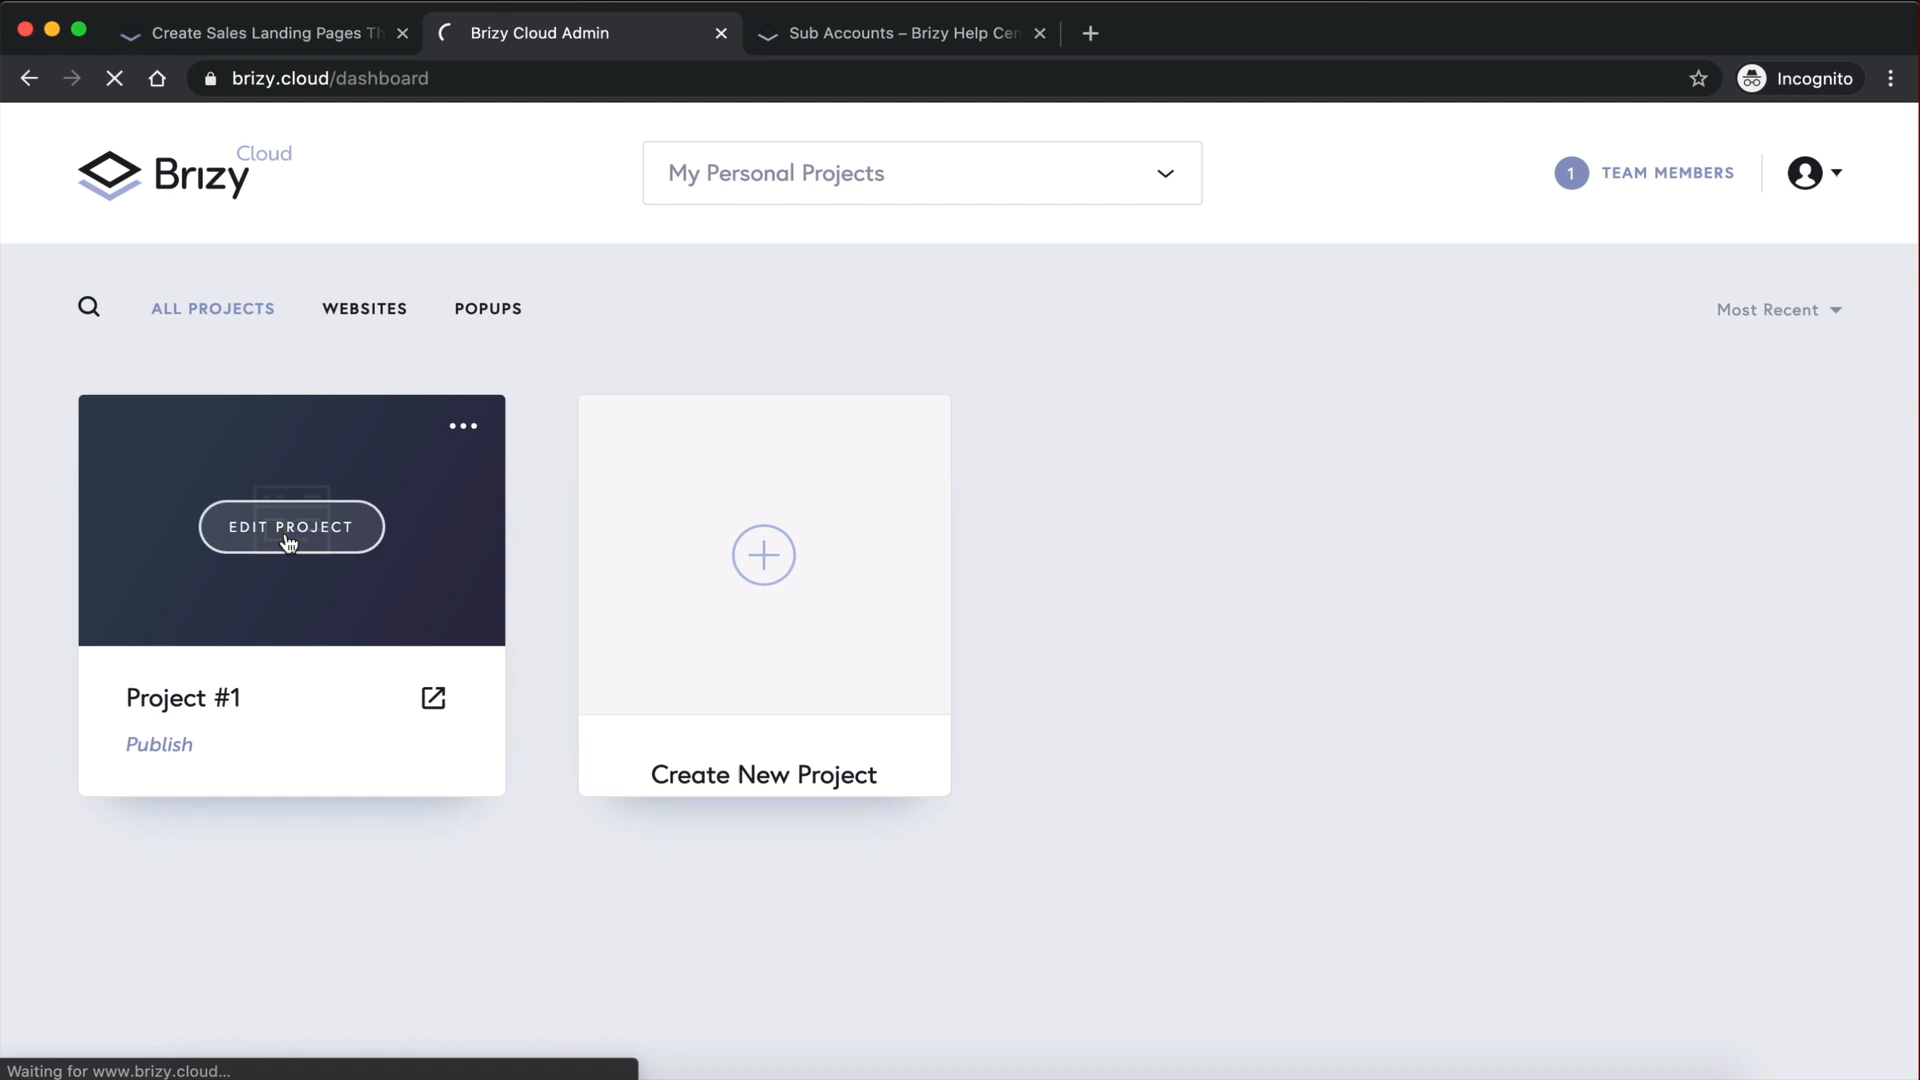 Create Sales Landing Pages Th
Brizy Cloud Admin
Sub Accounts – Brizy Help Cen
brizy.cloud/dashboard
Incognito
Brizy Cloud
My Personal Projects
1 TEAM MEMBERS
ALL PROJECTS
WEBSITES
POPUPS
Most Recent
EDIT PROJECT
Project #1
Publish
Create New Project
Waiting for www.brizy.cloud...